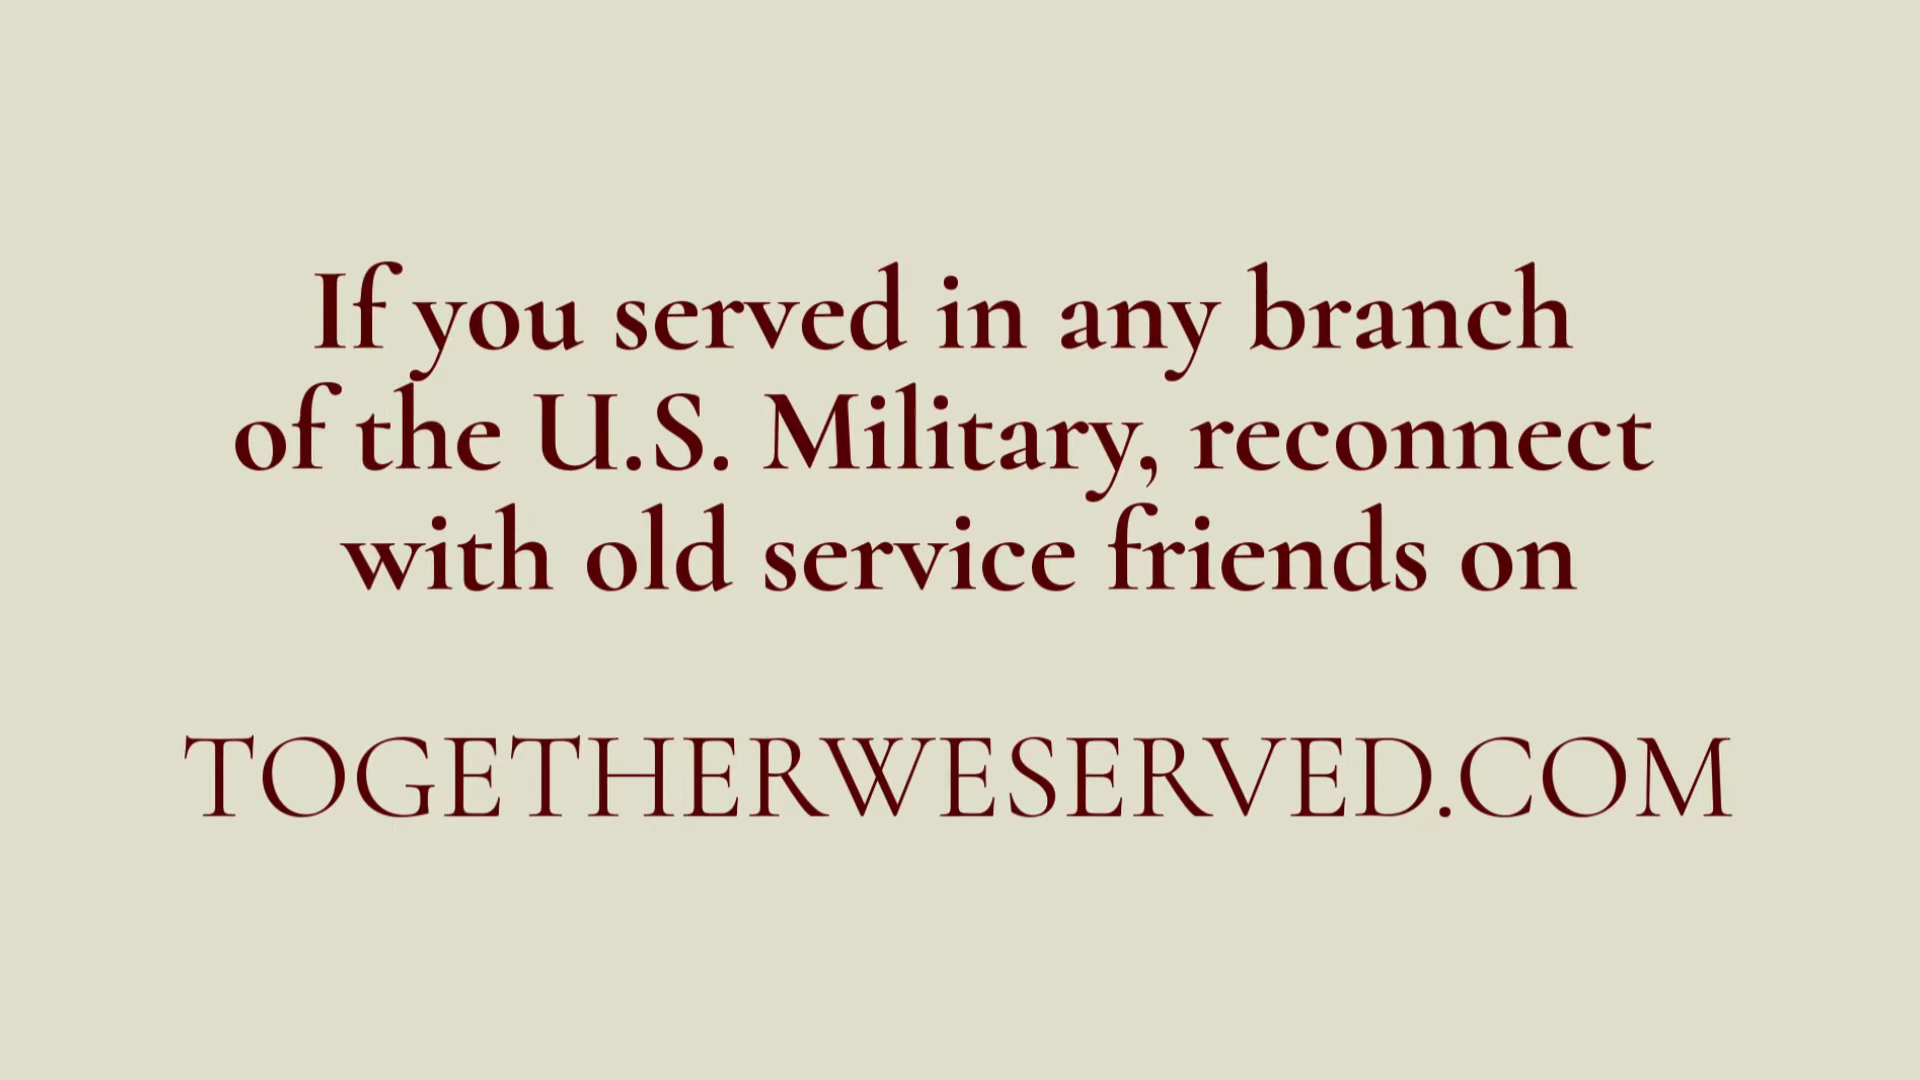 If you served in any branch
of the U.S. Military, reconnect
with old service friends on
TOGETHERWESERVED.COM